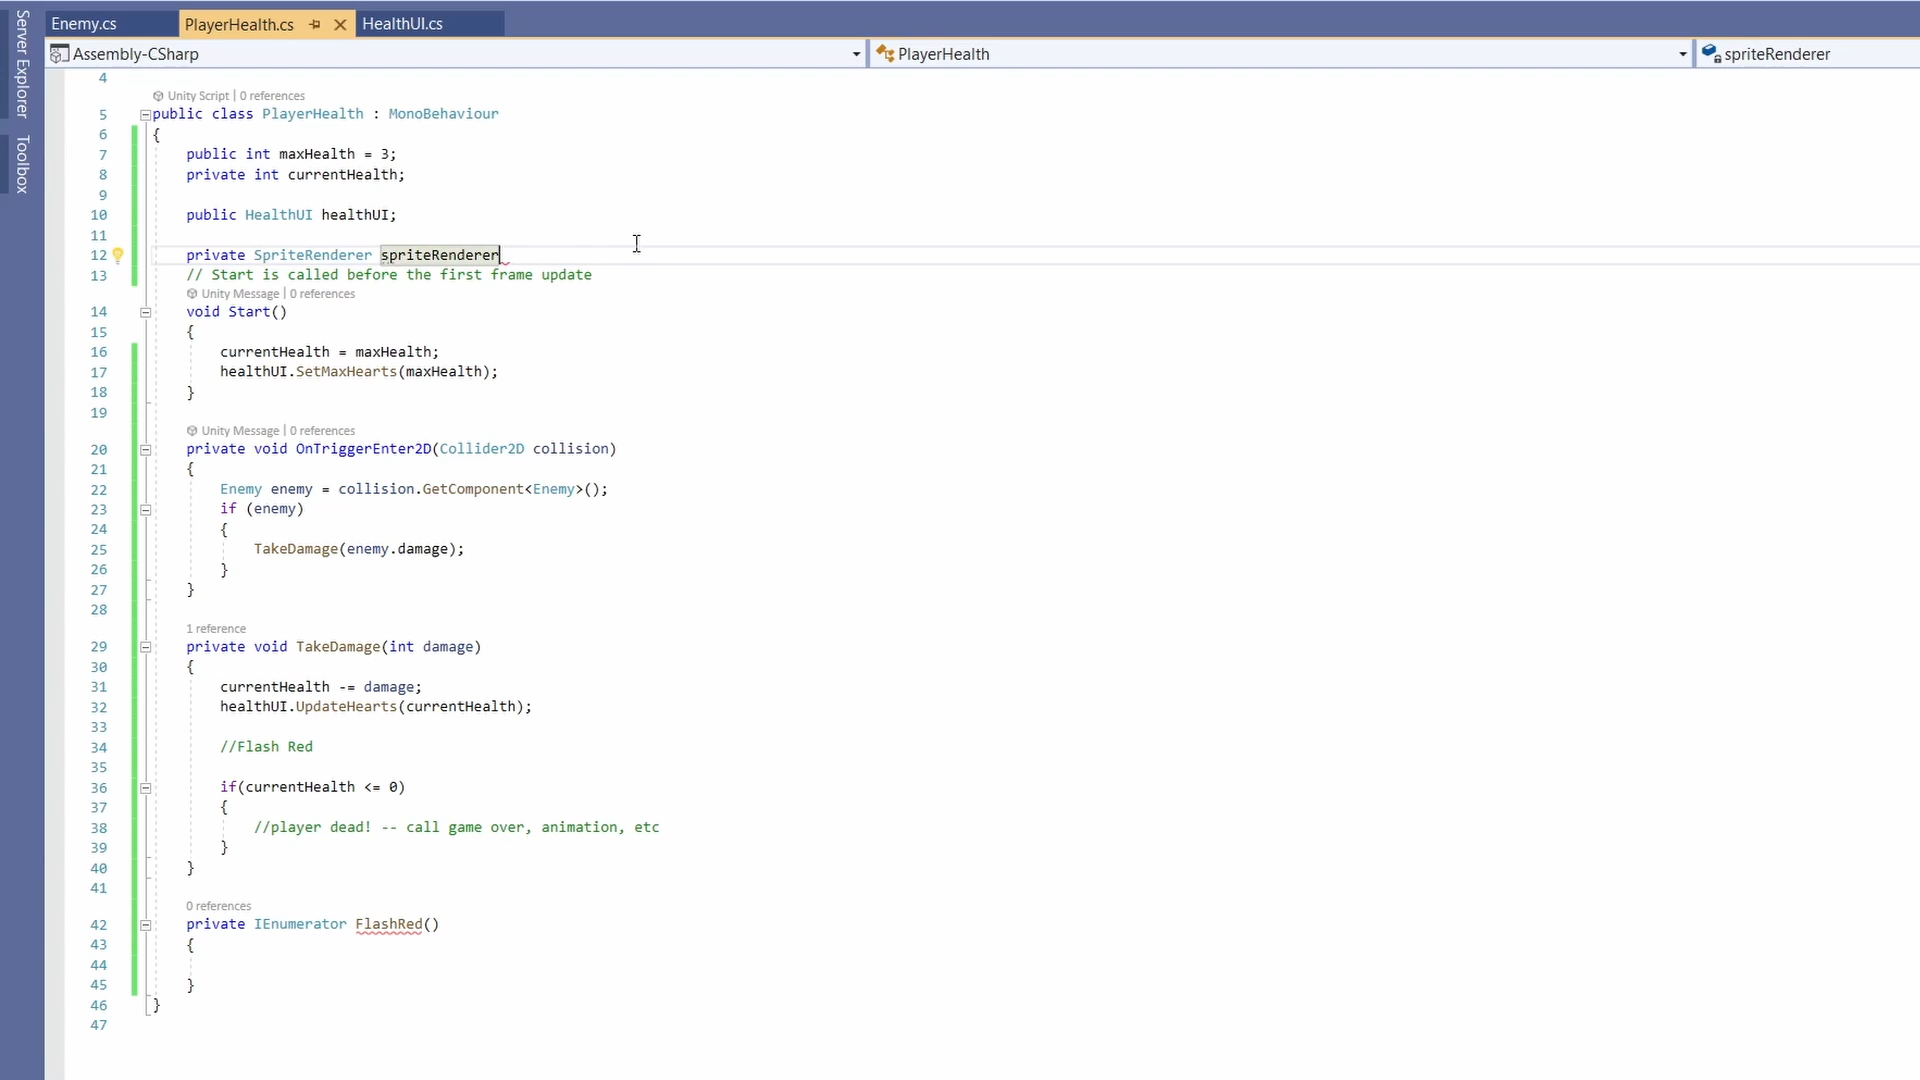 Server Explorer
Toolbox
Enemy.cs
PlayerHealth.cs
HealthUI.cs
Assembly-CSharp
PlayerHealth
spriteRenderer
4
Unity Script | 0 references
5 public class PlayerHealth : MonoBehaviour
6 {
7 public int maxHealth = 3;
8 private int currentHealth;
9
10 public HealthUI healthUI;
11
12 private SpriteRenderer spriteRenderer
13 // Start is called before the first frame update
Unity Message | 0 references
14 void Start()
15 {
16 currentHealth = maxHealth;
17 healthUI.SetMaxHearts(maxHealth);
18 }
19
Unity Message | 0 references
20 private void OnTriggerEnter2D(Collider2D collision)
21 {
22 Enemy enemy = collision.GetComponent<Enemy>();
23 if (enemy)
24 {
25 TakeDamage(enemy.damage);
26 }
27 }
28
1 reference
29 private void TakeDamage(int damage)
30 {
31 currentHealth -= damage;
32 healthUI.UpdateHearts(currentHealth);
33
34 //Flash Red
35
36 if(currentHealth <= 0)
37 {
38 //player dead! -- call game over, animation, etc
39 }
40 }
41
0 references
42 private IEnumerator FlashRed()
43 {
44
45 }
46 }
47